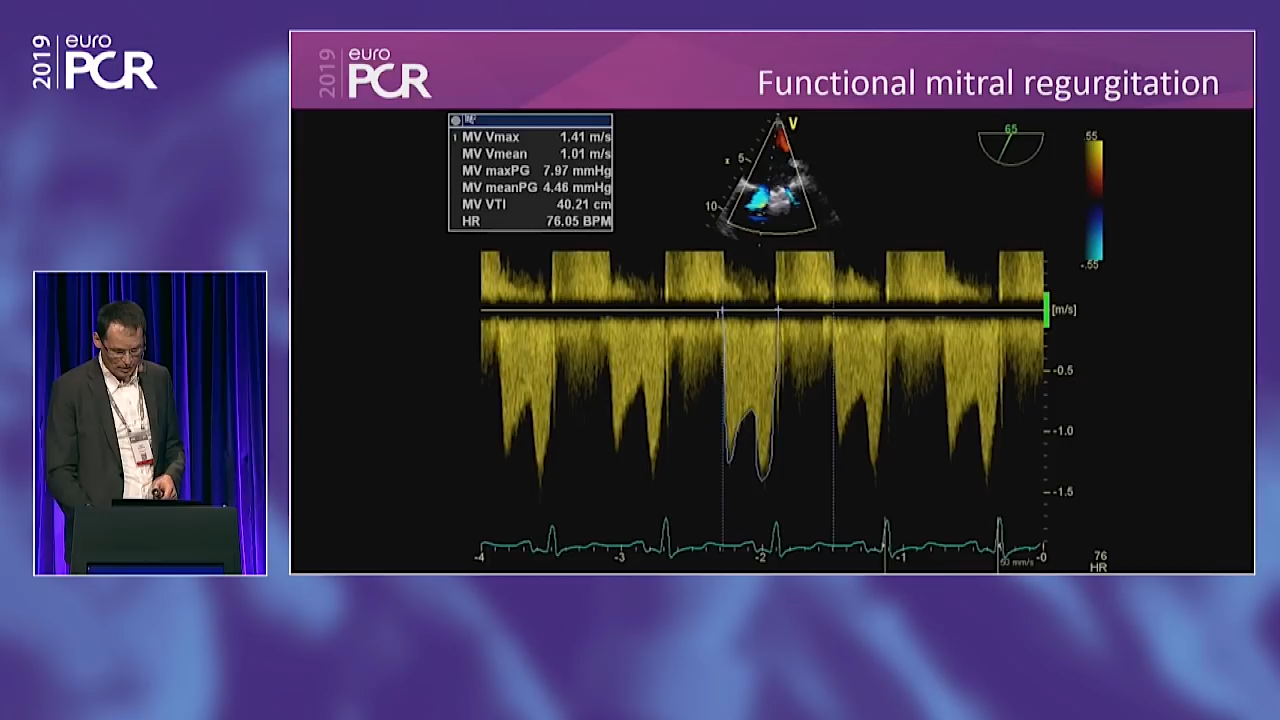 2019
euro
PCR
2019
euro
PCR
Functional mitral regurgitation
1 MV Vmax 1.41 m/s
MV Vmean 1.01 m/s
MV maxPG 7.97 mmHg
MV meanPG 4.46 mmHg
MV VTI 40.21 cm
HR 76.05 BPM
V
5
x
10
65
.55
-.55
1
[m/s]
-0.5
-1.0
-1.5
-4
-3
-2
-1
-0
76
HR